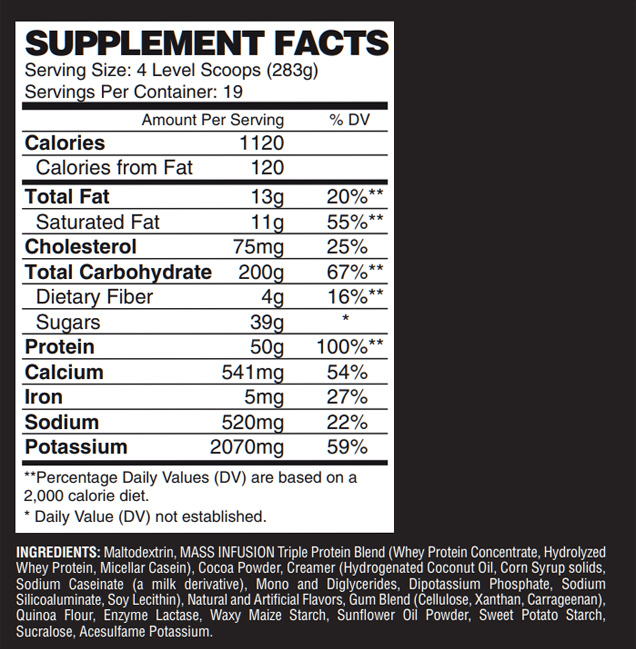 SUPPLEMENT FACTS
Serving Size: 4 Level Scoops (283g)
Servings Per Container: 19
Amount Per Serving % DV
Calories 1120
Calories from Fat 120
Total Fat 13g 20%**
Saturated Fat 11g 55%**
Cholesterol 75mg 25%
Total Carbohydrate 200g 67%**
Dietary Fiber 4g 16%**
Sugars 39g *
Protein 50g 100%**
Calcium 541mg 54%
Iron 5mg 27%
Sodium 520mg 22%
Potassium 2070mg 59%
**Percentage Daily Values (DV) are based on a
2,000 calorie diet.
* Daily Value (DV) not established.
INGREDIENTS: Maltodextrin, MASS INFUSION Triple Protein Blend (Whey Protein Concentrate, Hydrolyzed
Whey Protein, Micellar Casein), Cocoa Powder, Creamer (Hydrogenated Coconut Oil, Corn Syrup solids,
Sodium Caseinate (a milk derivative), Mono and Diglycerides, Dipotassium Phosphate, Sodium
Silicoaluminate, Soy Lecithin), Natural and Artificial Flavors, Gum Blend (Cellulose, Xanthan, Carrageenan),
Quinoa Flour, Enzyme Lactase, Waxy Maize Starch, Sunflower Oil Powder, Sweet Potato Starch,
Sucralose, Acesulfame Potassium.